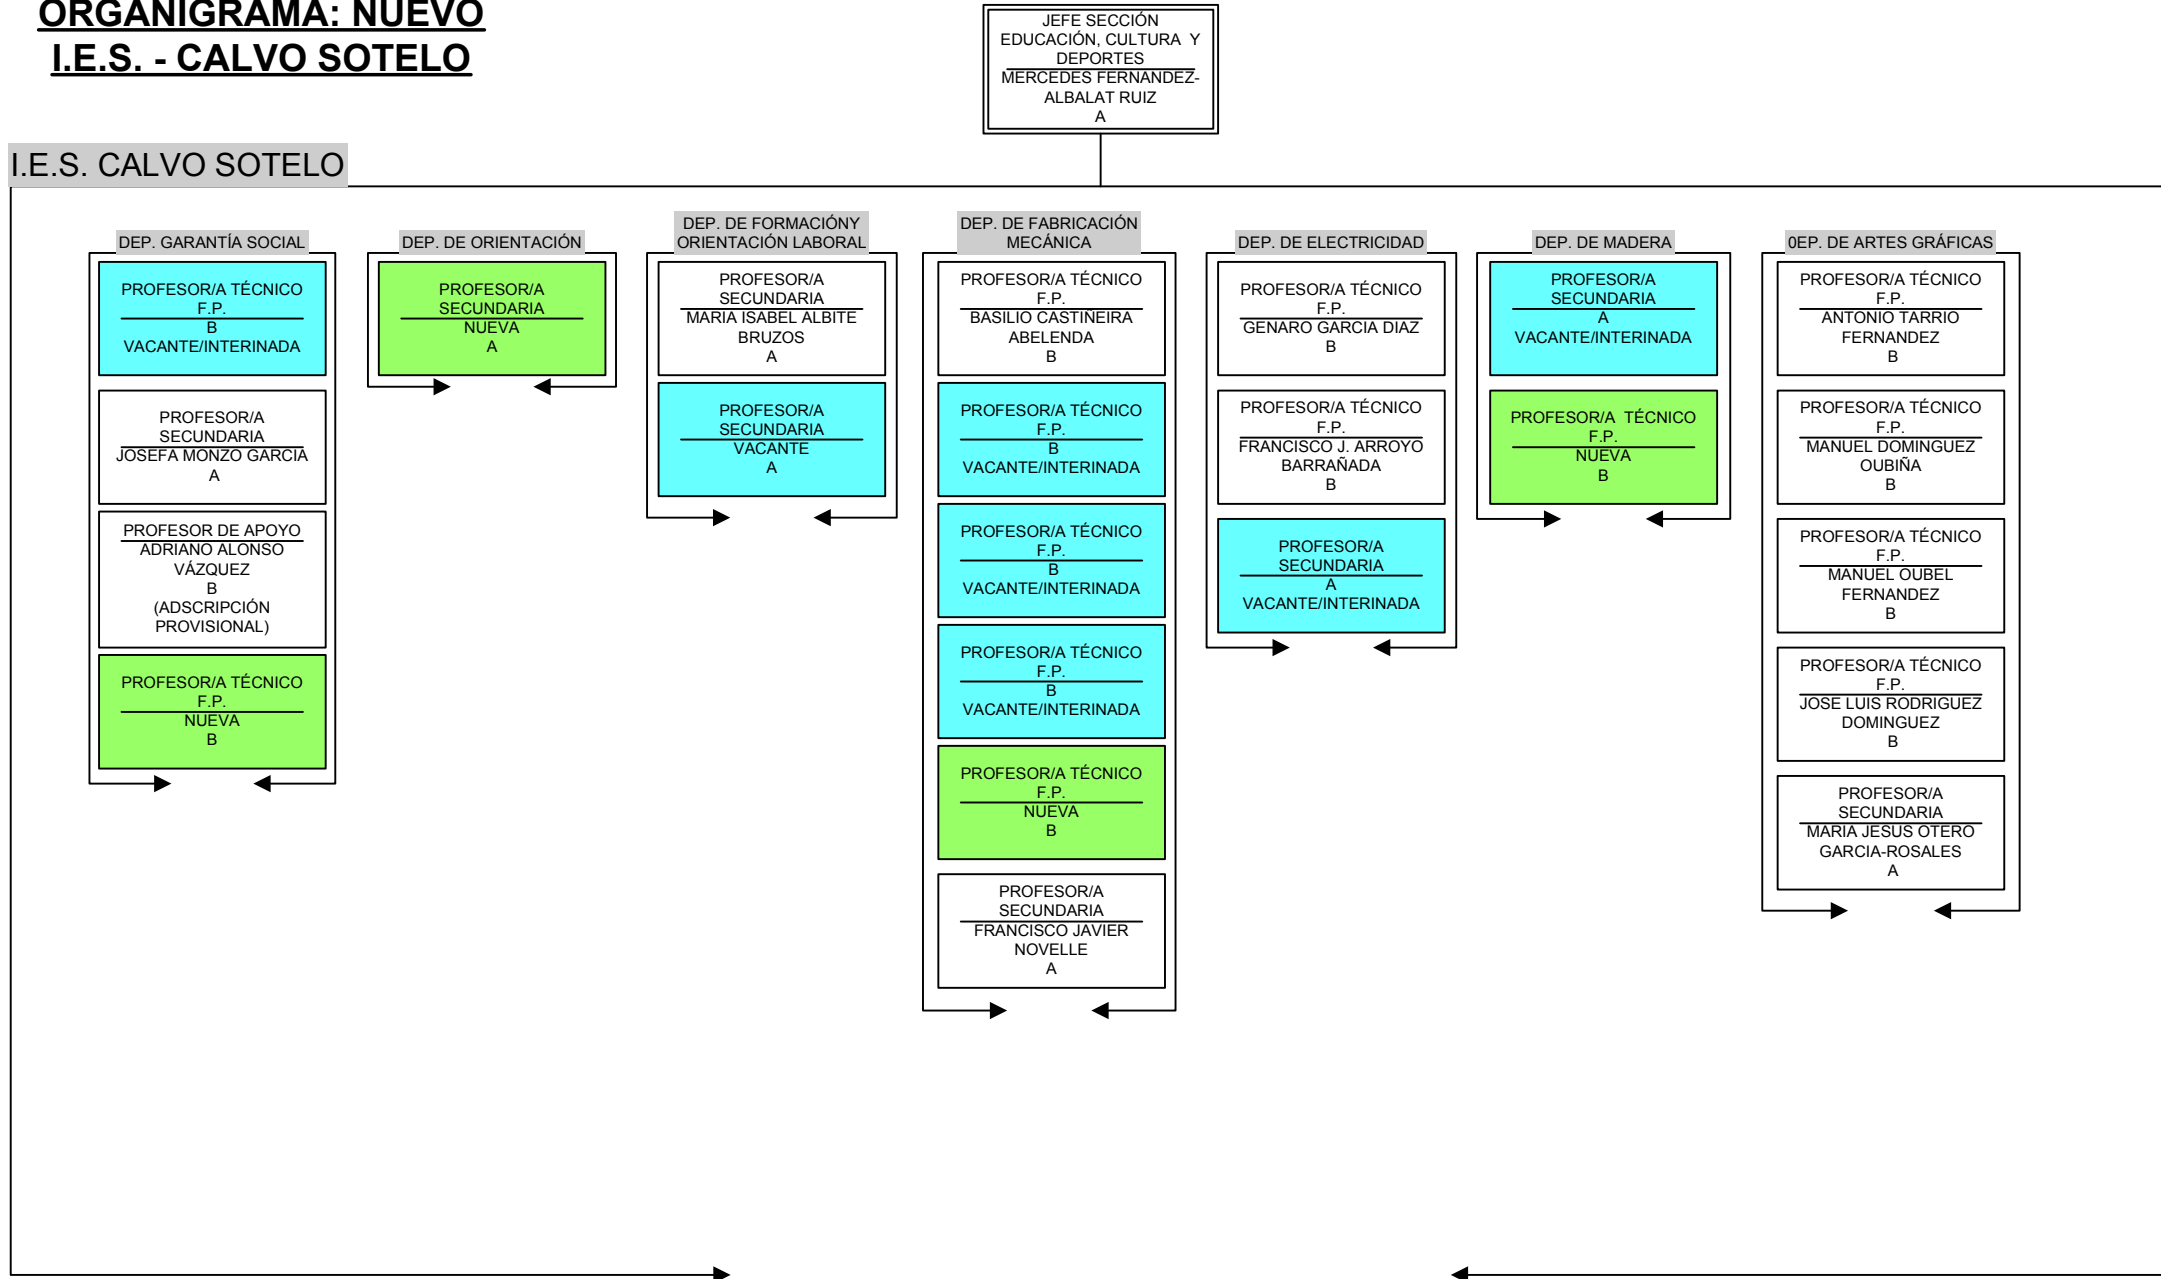 ORGANIGRAMA: NUEVO
I.E.S. - CALVO SOTELO
JEFE SECCIÓN
EDUCACIÓN, CULTURA Y
DEPORTES
MERCEDES FERNANDEZ-
ALBALAT RUIZ
A
I.E.S. CALVO SOTELO
DEP. GARANTÍA SOCIAL
PROFESOR/A TÉCNICO
F.P.
B
VACANTE/INTERINADA
PROFESOR/A
SECUNDARIA
JOSEFA MONZO GARCIA
A
PROFESOR DE APOYO
ADRIANO ALONSO
VÁZQUEZ
B
(ADSCRIPCIÓN
PROVISIONAL)
PROFESOR/A TÉCNICO
F.P.
NUEVA
B
DEP. DE ORIENTACIÓN
PROFESOR/A
SECUNDARIA
NUEVA
A
DEP. DE FORMACIÓNY
ORIENTACIÓN LABORAL
PROFESOR/A
SECUNDARIA
MARIA ISABEL ALBITE
BRUZOS
A
PROFESOR/A
SECUNDARIA
VACANTE
A
DEP. DE FABRICACIÓN
MECÁNICA
PROFESOR/A TÉCNICO
F.P.
BASILIO CASTIÑEIRA
ABELENDA
B
PROFESOR/A TÉCNICO
F.P.
B
VACANTE/INTERINADA
PROFESOR/A TÉCNICO
F.P.
B
VACANTE/INTERINADA
PROFESOR/A TÉCNICO
F.P.
B
VACANTE/INTERINADA
PROFESOR/A TÉCNICO
F.P.
NUEVA
B
PROFESOR/A
SECUNDARIA
FRANCISCO JAVIER
NOVELLE
A
DEP. DE ELECTRICIDAD
PROFESOR/A TÉCNICO
F.P.
GENARO GARCIA DIAZ
B
PROFESOR/A TÉCNICO
F.P.
FRANCISCO J. ARROYO
BARRAÑADA
B
PROFESOR/A
SECUNDARIA
A
VACANTE/INTERINADA
DEP. DE MADERA
PROFESOR/A
SECUNDARIA
A
VACANTE/INTERINADA
PROFESOR/A TÉCNICO
F.P.
NUEVA
B
0EP. DE ARTES GRÁFICAS
PROFESOR/A TÉCNICO
F.P.
ANTONIO TARRIO
FERNANDEZ
B
PROFESOR/A TÉCNICO
F.P.
MANUEL DOMINGUEZ
OUBIÑA
B
PROFESOR/A TÉCNICO
F.P.
MANUEL OUBEL
FERNANDEZ
B
PROFESOR/A TÉCNICO
F.P.
JOSE LUIS RODRIGUEZ
DOMINGUEZ
B
PROFESOR/A
SECUNDARIA
MARIA JESUS OTERO
GARCIA-ROSALES
A